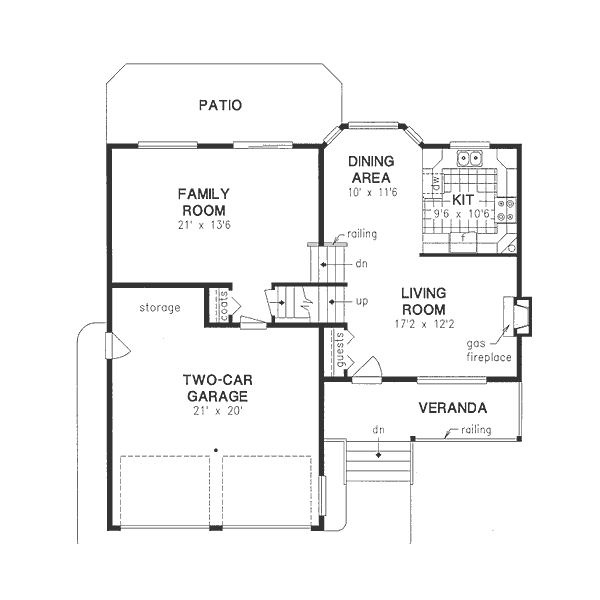 PATIO
DINING
AREA
10' x 11'6
FAMILY
ROOM
21' x 13'6
dw
KIT
9'6 x 10'6
f
railing
dn
coats
up
storage
LIVING
ROOM
17'2 x 12'2
guests
gas
fireplace
TWO-CAR
GARAGE
21' x 20'
VERANDA
dn
railing